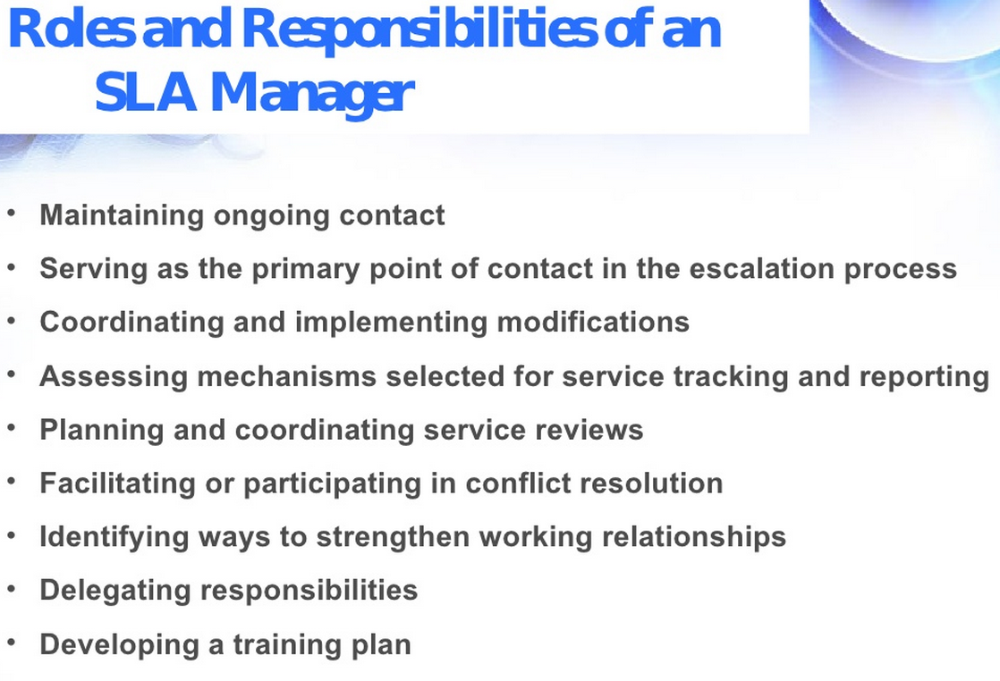 Roles and Responsibilities of an
SLA Manager
• Maintaining ongoing contact
• Serving as the primary point of contact in the escalation process
• Coordinating and implementing modifications
• Assessing mechanisms selected for service tracking and reporting
• Planning and coordinating service reviews
• Facilitating or participating in conflict resolution
• Identifying ways to strengthen working relationships
• Delegating responsibilities
• Developing a training plan